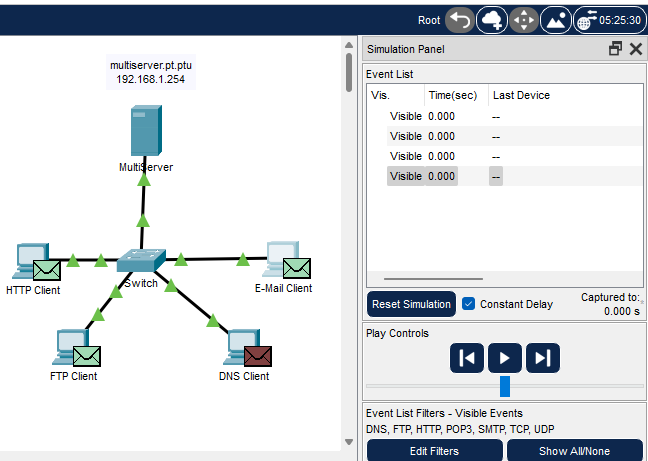 Root
05:25:30
multiserver.pt.ptu
192.168.1.254
MultiServer
HTTP Client
Switch
E-Mail Client
FTP Client
DNS Client
Simulation Panel
Event List
Vis. Time(sec) Last Device
Visible 0.000 --
Visible 0.000 --
Visible 0.000 --
Visible 0.000 --
Reset Simulation Constant Delay Captured to:
0.000 s
Play Controls
Event List Filters - Visible Events
DNS, FTP, HTTP, POP3, SMTP, TCP, UDP
Edit Filters Show All/None